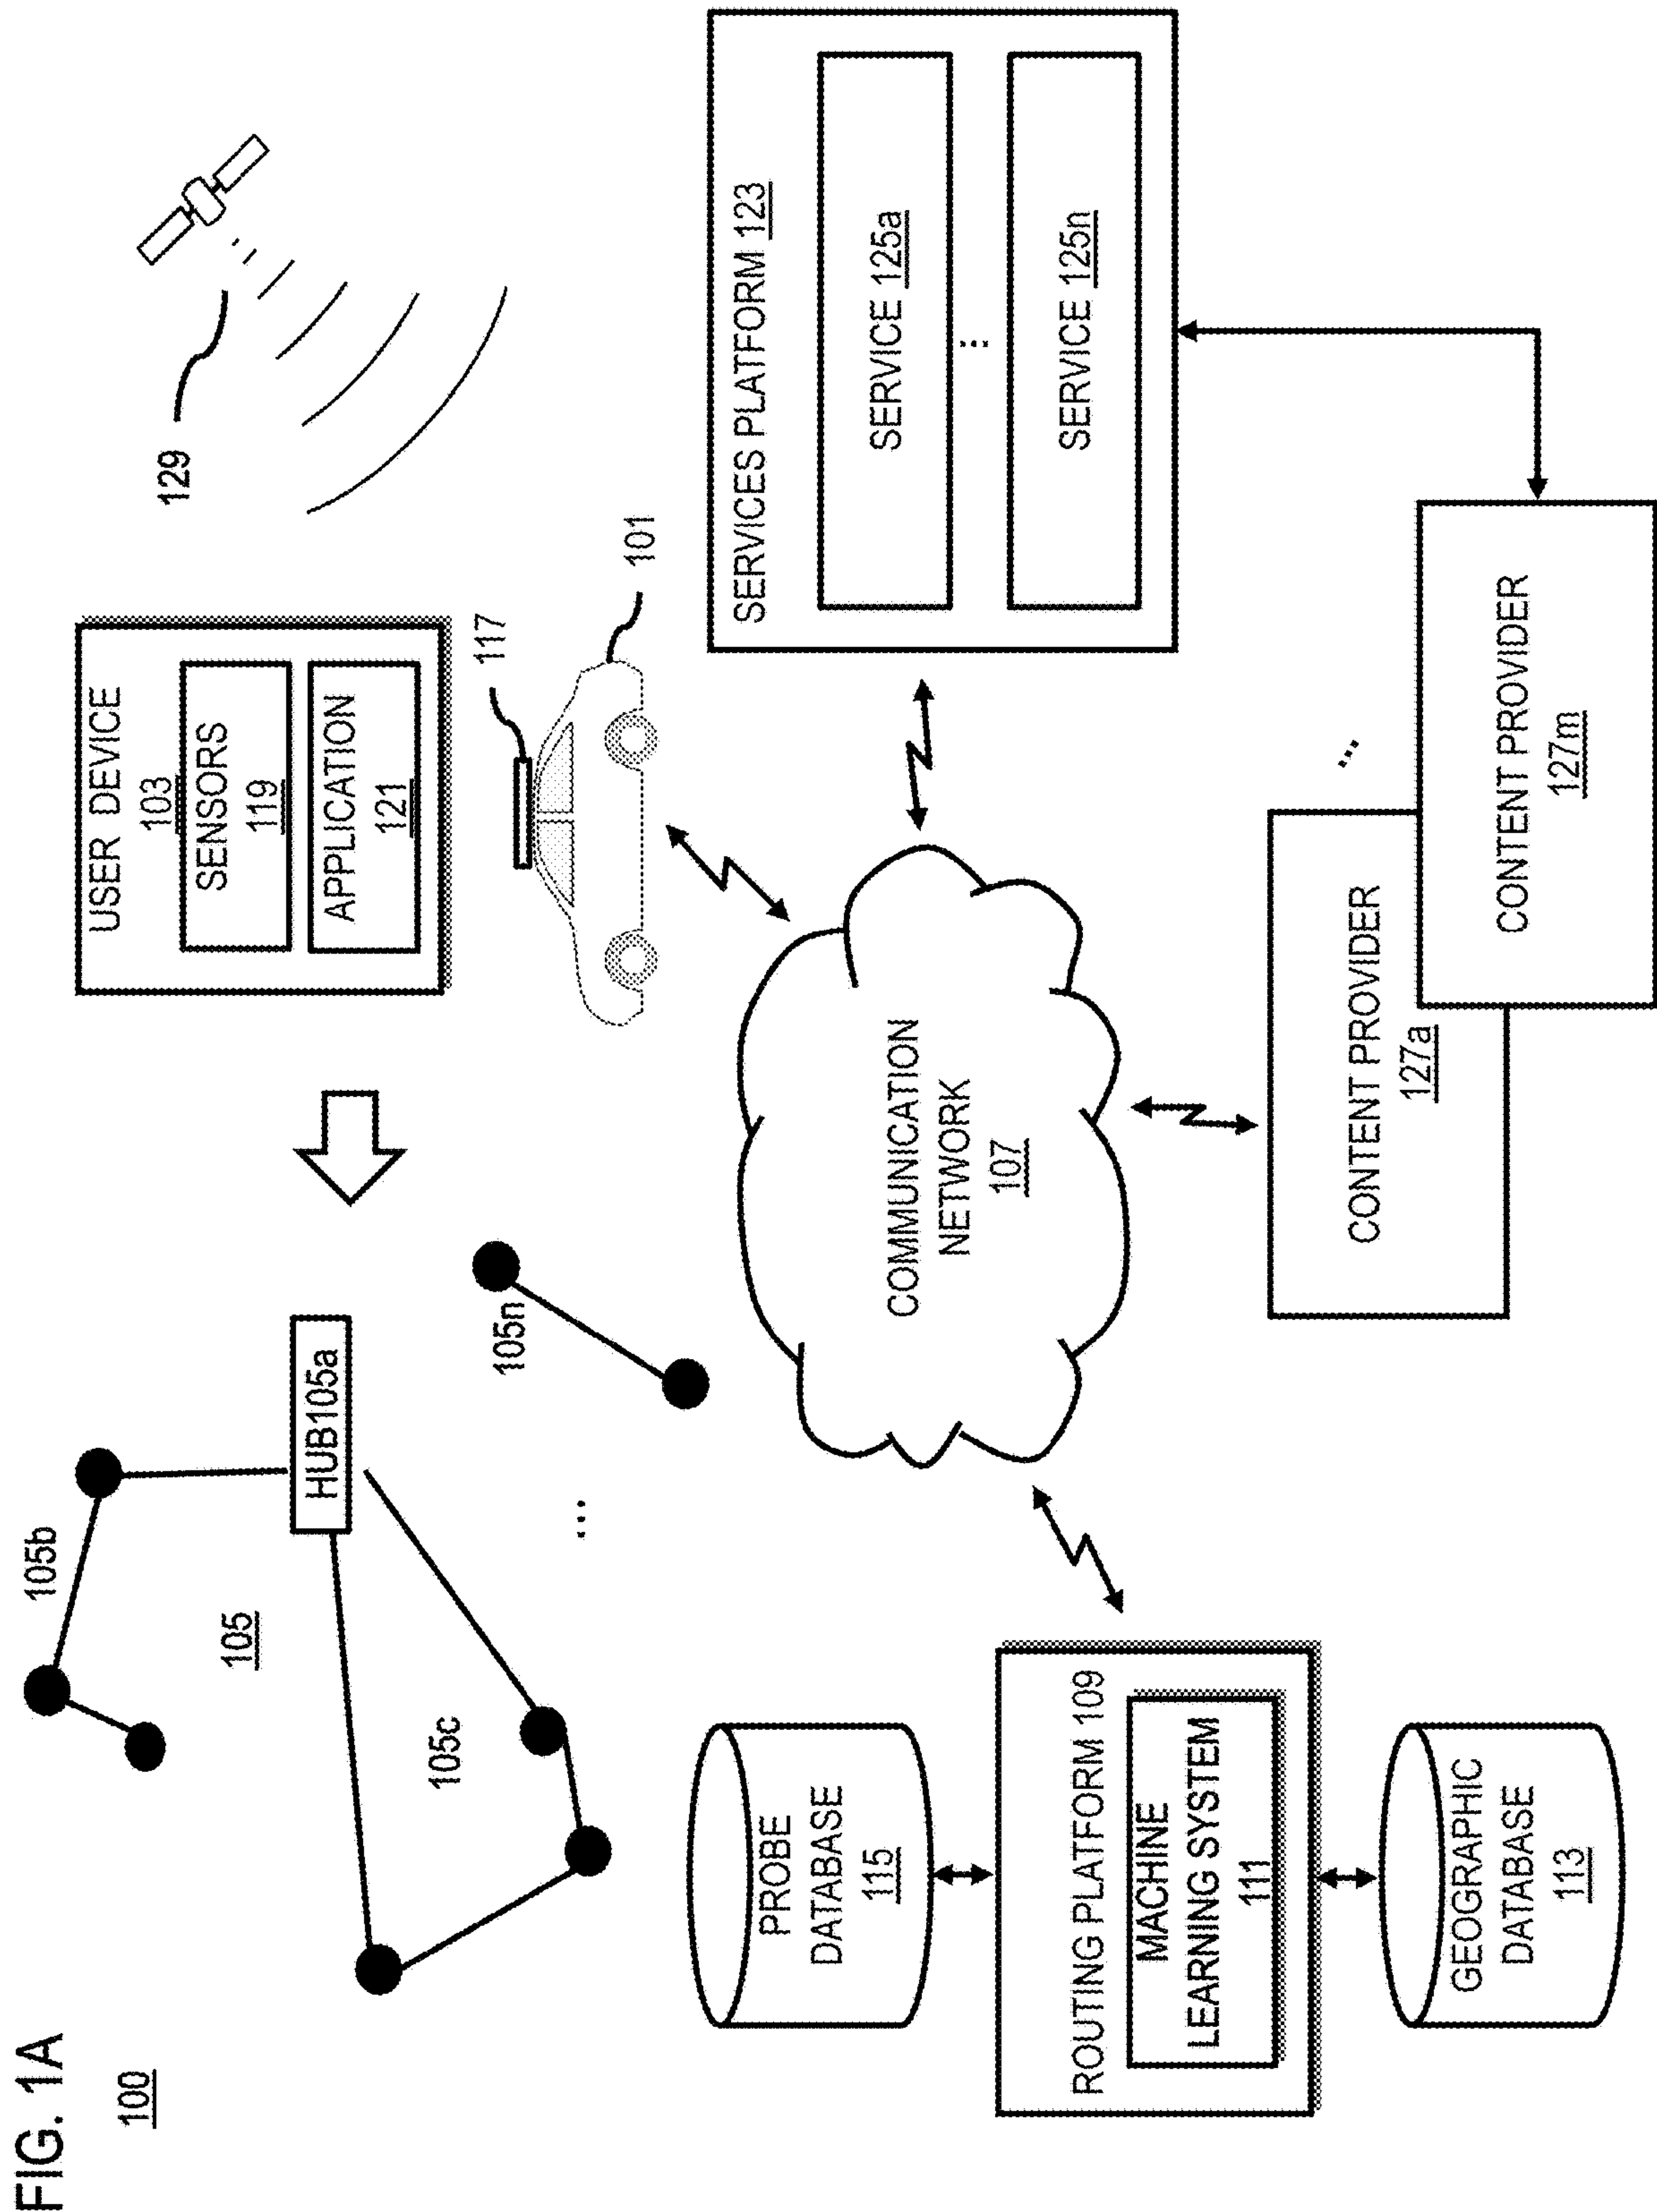 FIG. 1A
100
105b
105
HUB105a
105c
105n
...
USER DEVICE
103
SENSORS
119
APPLICATION
121
129
117
101
PROBE
DATABASE
115
ROUTING PLATFORM 109
MACHINE
LEARNING SYSTEM
111
GEOGRAPHIC
DATABASE
113
COMMUNICATION
NETWORK
107
SERVICES PLATFORM 123
SERVICE 125a
...
SERVICE 125n
CONTENT PROVIDER
127a
...
CONTENT PROVIDER
127m